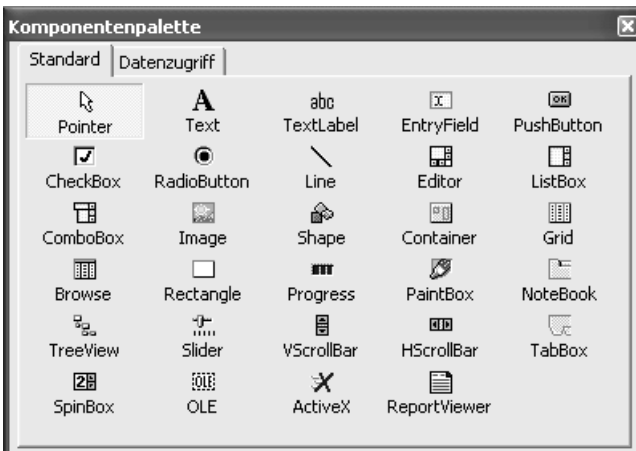 Komponentenpalette
Standard Datenzugriff
Pointer Text TextLabel EntryField PushButton
CheckBox RadioButton Line Editor ListBox
ComboBox Image Shape Container Grid
Browse Rectangle Progress PaintBox NoteBook
TreeView Slider VScrollBar HScrollBar TabBox
SpinBox OLE ActiveX ReportViewer